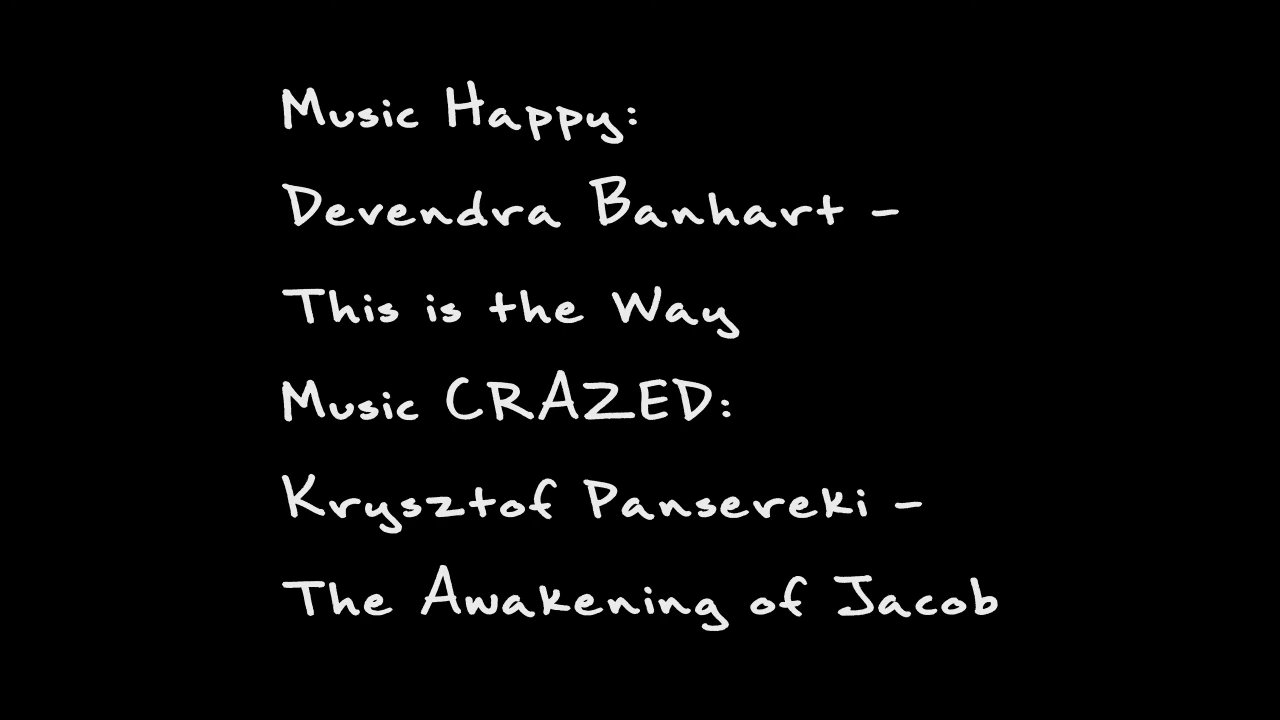 Music Happy:
Devendra Banhart -
This is the Way
Music CRAZED:
Krysztof Pansereki -
The Awakening of Jacob